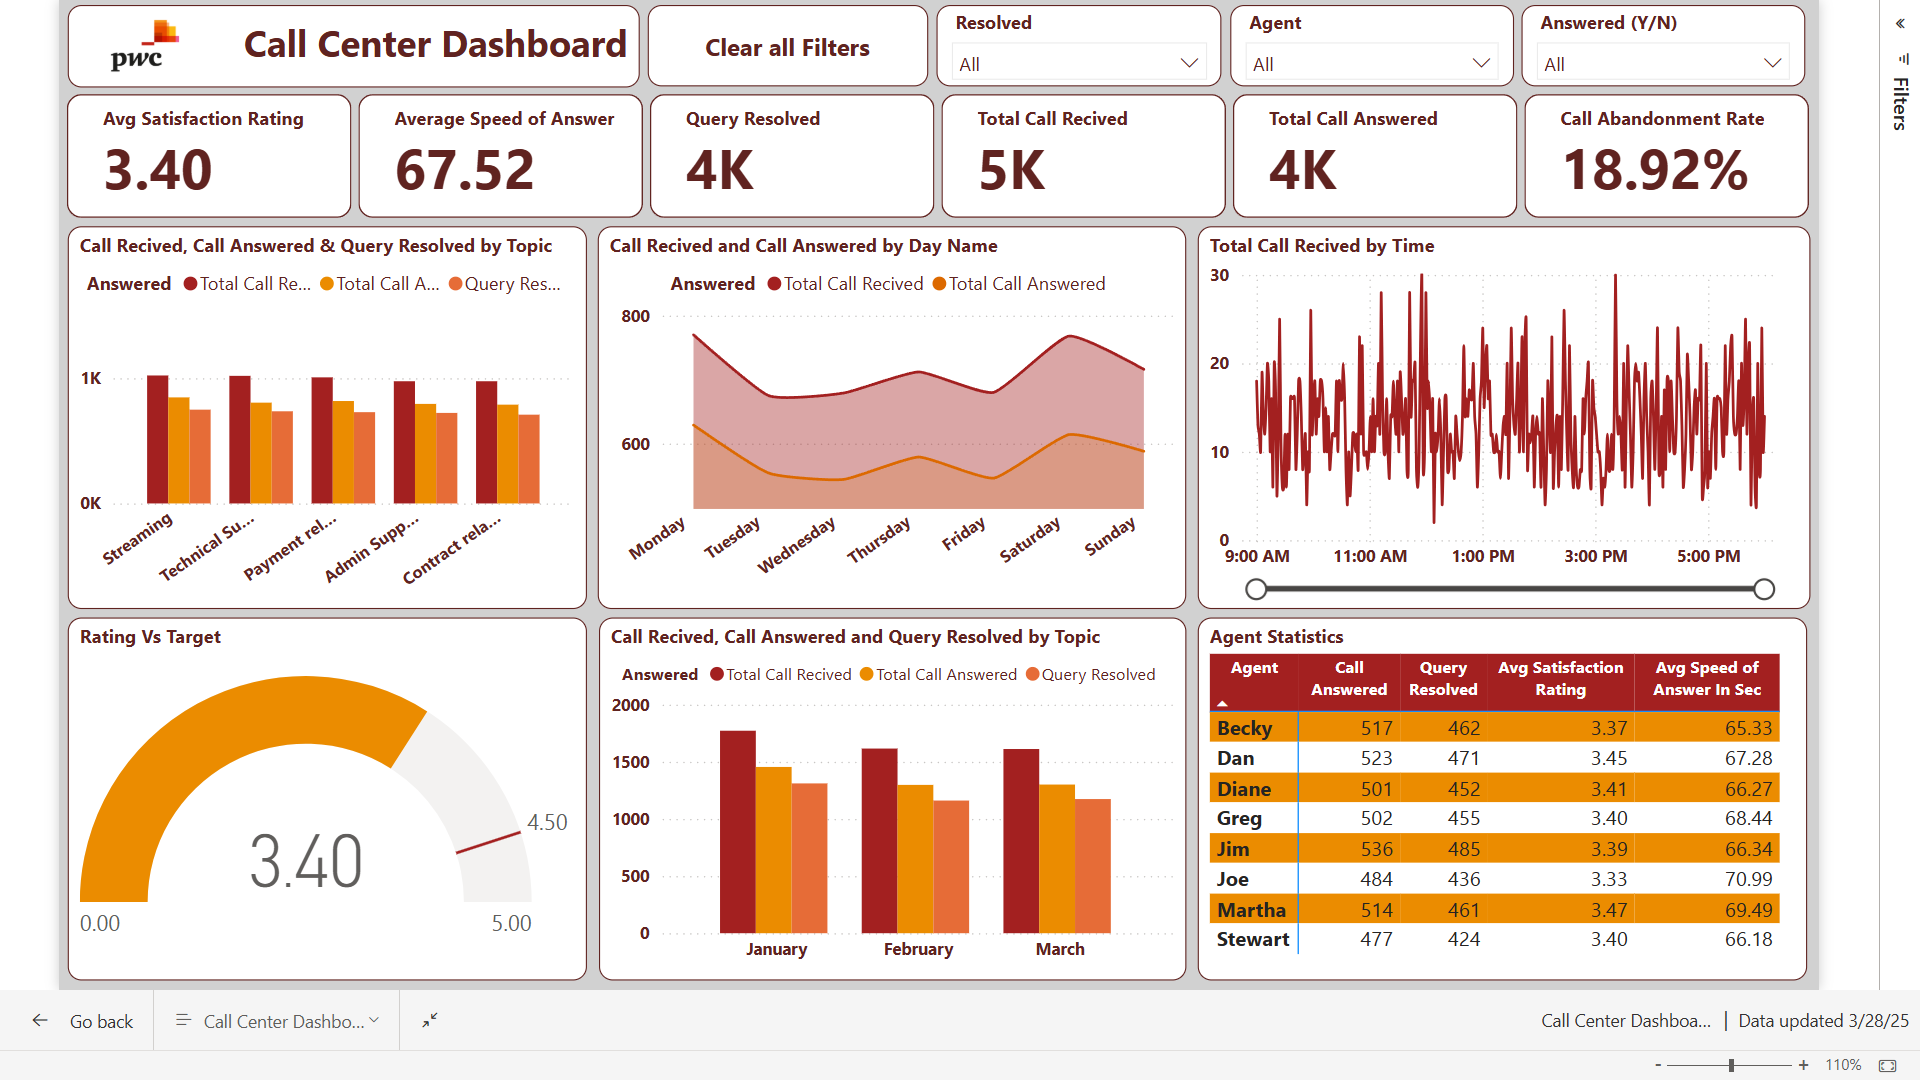 pwc
Call Center Dashboard
Clear all Filters
Resolved
All
Agent
All
Answered (Y/N)
All
Filters
Avg Satisfaction Rating
3.40
Average Speed of Answer
67.52
Query Resolved
4K
Total Call Recived
5K
Total Call Answered
4K
Call Abandonment Rate
18.92%
Call Recived, Call Answered & Query Resolved by Topic
Answered Total Call Re... Total Call A... Query Res...
1K
0K
Streaming Technical Su... Payment rel... Admin Supp... Contract rela...
Call Recived and Call Answered by Day Name
Answered Total Call Recived Total Call Answered
800
600
Monday Tuesday Wednesday Thursday Friday Saturday Sunday
Total Call Recived by Time
30
20
10
0
9:00 AM 11:00 AM 1:00 PM 3:00 PM 5:00 PM
Rating Vs Target
4.50
3.40
0.00 5.00
Call Recived, Call Answered and Query Resolved by Topic
Answered Total Call Recived Total Call Answered Query Resolved
2000
1500
1000
500
0
January February March
Agent Statistics
Agent Call Query Avg Satisfaction Avg Speed of
Answered Resolved Rating Answer In Sec
Becky 517 462 3.37 65.33
Dan 523 471 3.45 67.28
Diane 501 452 3.41 66.27
Greg 502 455 3.40 68.44
Jim 536 485 3.39 66.34
Joe 484 436 3.33 70.99
Martha 514 461 3.47 69.49
Stewart 477 424 3.40 66.18
Go back Call Center Dashbo... Call Center Dashboa... | Data updated 3/28/25
- + 110%